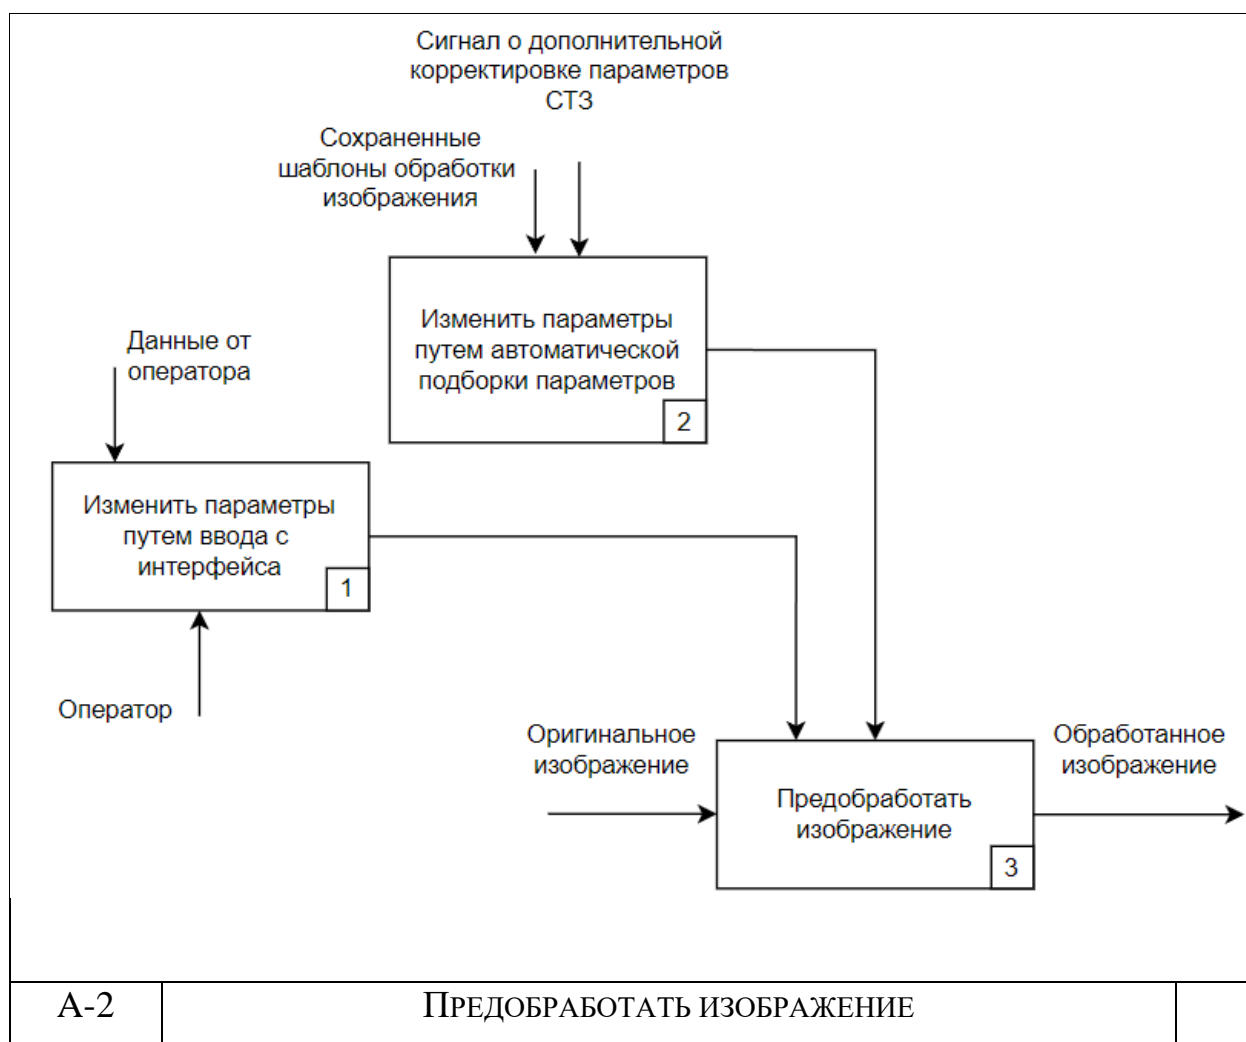 Сигнал о дополнительной
корректировке параметров
СТЗ
Сохраненные
шаблоны обработки
изображения
Изменить параметры
путем автоматической
подборки параметров
2
Данные от
оператора
Изменить параметры
путем ввода с
интерфейса
1
Оператор
Оригинальное
изображение
Предобработать
изображение
3
Обработанное
изображение
А-2
ПРЕДОБРАБОТАТЬ ИЗОБРАЖЕНИЕ